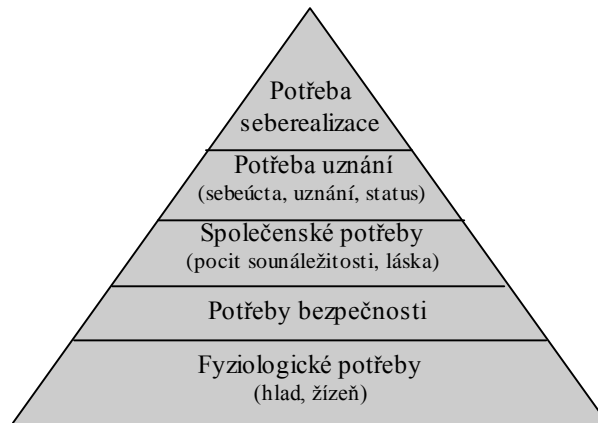 Potřeba
seberealizace
Potřeba uznání
(sebeúcta, uznání, status)
Společenské potřeby
(pocit sounáležitosti, láska)
Potřeby bezpečnosti
Fyziologické potřeby
(hlad, žízeň)